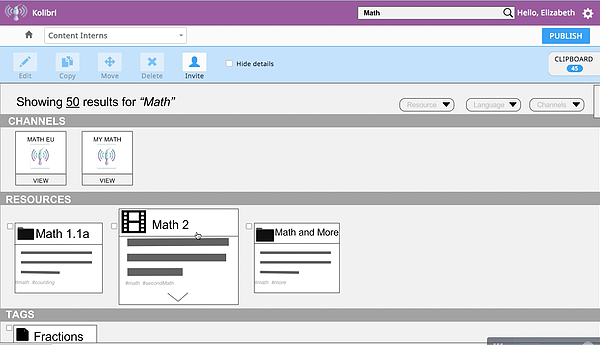 Kolibri
Math
Hello, Elizabeth
Content Interns
PUBLISH
Edit
Copy
Move
Delete
Invite
Hide details
CLIPBOARD
45
Showing 50 results for “Math”
Resource
Language
Channels
CHANNELS
MATH EU
VIEW
MY MATH
VIEW
RESOURCES
Math 1.1a
#math #counting
Math 2
#math #secondMath
Math and More
#math #more
TAGS
Fractions